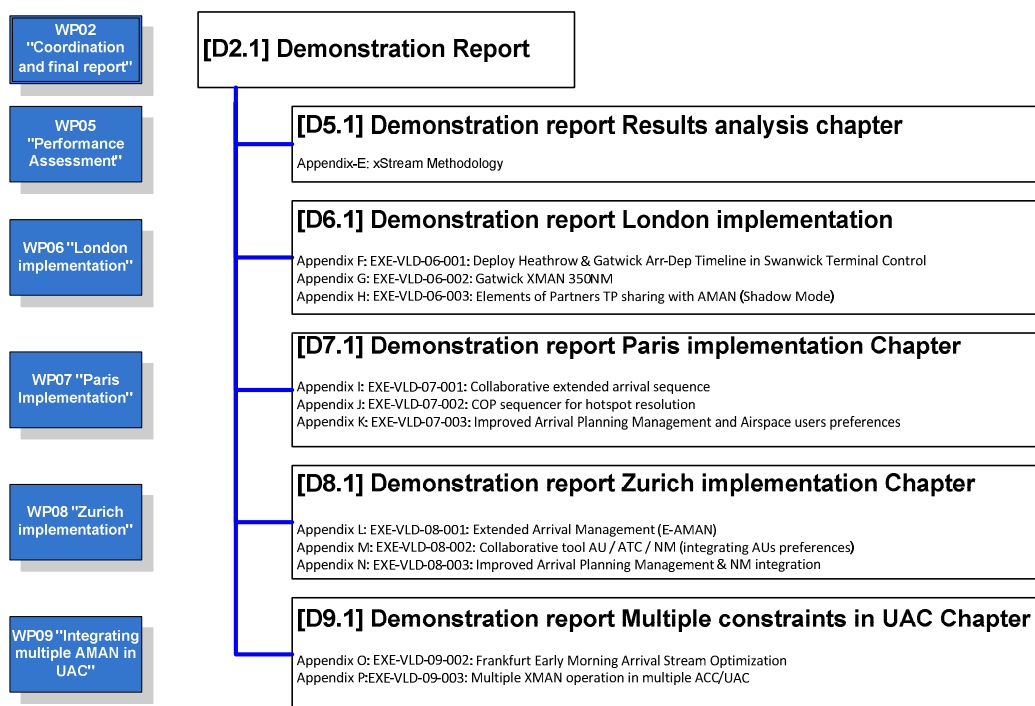 WP02
"Coordination
and final report"
[D2.1] Demonstration Report
WP05
"Performance
Assessment"
[D5.1] Demonstration report Results analysis chapter
Appendix-E: xStream Methodology
WP06 "London
implementation"
[D6.1] Demonstration report London implementation
Appendix F: EXE-VLD-06-001: Deploy Heathrow & Gatwick Arr-Dep Timeline in Swanwick Terminal Control
Appendix G: EXE-VLD-06-002: Gatwick XMAN 350NM
Appendix H: EXE-VLD-06-003: Elements of Partners TP sharing with AMAN (Shadow Mode)
WP07 "Paris
Implementation"
[D7.1] Demonstration report Paris implementation Chapter
Appendix I: EXE-VLD-07-001: Collaborative extended arrival sequence
Appendix J: EXE-VLD-07-002: COP sequencer for hotspot resolution
Appendix K: EXE-VLD-07-003: Improved Arrival Planning Management and Airspace users preferences
WP08 "Zurich
implementation"
[D8.1] Demonstration report Zurich implementation Chapter
Appendix L: EXE-VLD-08-001: Extended Arrival Management (E-AMAN)
Appendix M: EXE-VLD-08-002: Collaborative tool AU / ATC / NM (integrating AUs preferences)
Appendix N: EXE-VLD-08-003: Improved Arrival Planning Management & NM integration
WP09 "Integrating
multiple AMAN in
UAC"
[D9.1] Demonstration report Multiple constraints in UAC Chapter
Appendix O: EXE-VLD-09-002: Frankfurt Early Morning Arrival Stream Optimization
Appendix P:EXE-VLD-09-003: Multiple XMAN operation in multiple ACC/UAC